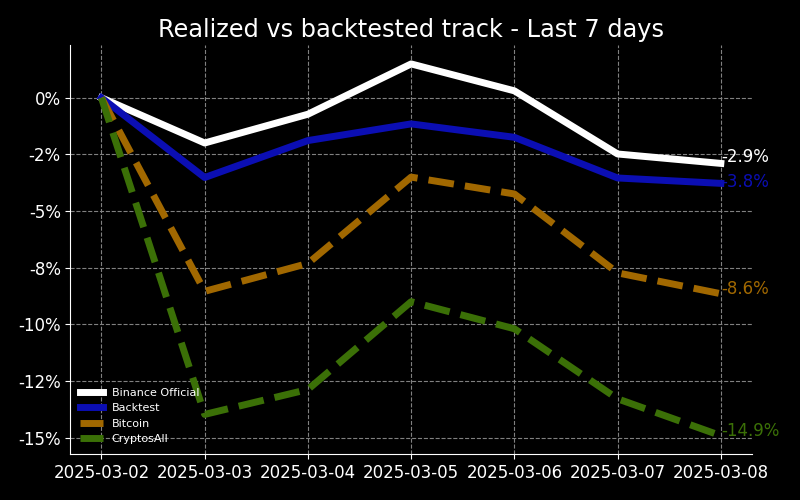 Realized vs backtested track - Last 7 days
0%
-2%
-5%
-8%
-10%
-12%
-15%
-2.9%
-3.8%
-8.6%
-14.9%
Binance Official
Backtest
Bitcoin
CryptosAll
2025-03-02 2025-03-03 2025-03-04 2025-03-05 2025-03-06 2025-03-07 2025-03-08